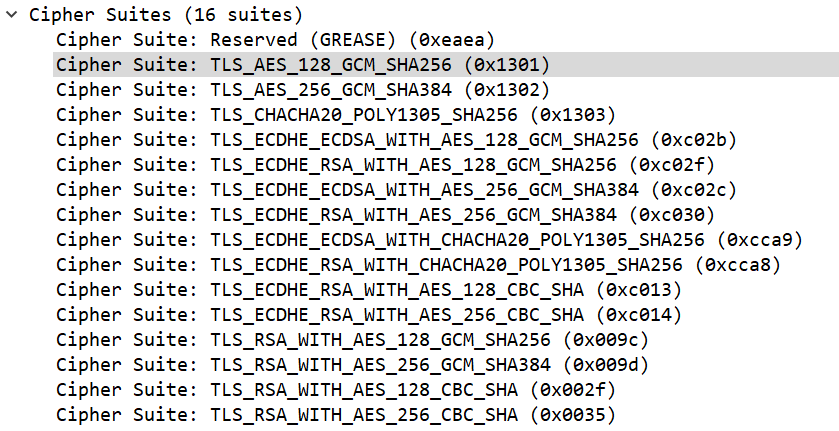 Cipher Suites (16 suites)
Cipher Suite: Reserved (GREASE) (0xeaea)
Cipher Suite: TLS_AES_128_GCM_SHA256 (0x1301)
Cipher Suite: TLS_AES_256_GCM_SHA384 (0x1302)
Cipher Suite: TLS_CHACHA20_POLY1305_SHA256 (0x1303)
Cipher Suite: TLS_ECDHE_ECDSA_WITH_AES_128_GCM_SHA256 (0xc02b)
Cipher Suite: TLS_ECDHE_RSA_WITH_AES_128_GCM_SHA256 (0xc02f)
Cipher Suite: TLS_ECDHE_ECDSA_WITH_AES_256_GCM_SHA384 (0xc02c)
Cipher Suite: TLS_ECDHE_RSA_WITH_AES_256_GCM_SHA384 (0xc030)
Cipher Suite: TLS_ECDHE_ECDSA_WITH_CHACHA20_POLY1305_SHA256 (0xcca9)
Cipher Suite: TLS_ECDHE_RSA_WITH_CHACHA20_POLY1305_SHA256 (0xcca8)
Cipher Suite: TLS_ECDHE_RSA_WITH_AES_128_CBC_SHA (0xc013)
Cipher Suite: TLS_ECDHE_RSA_WITH_AES_256_CBC_SHA (0xc014)
Cipher Suite: TLS_RSA_WITH_AES_128_GCM_SHA256 (0x009c)
Cipher Suite: TLS_RSA_WITH_AES_256_GCM_SHA384 (0x009d)
Cipher Suite: TLS_RSA_WITH_AES_128_CBC_SHA (0x002f)
Cipher Suite: TLS_RSA_WITH_AES_256_CBC_SHA (0x0035)